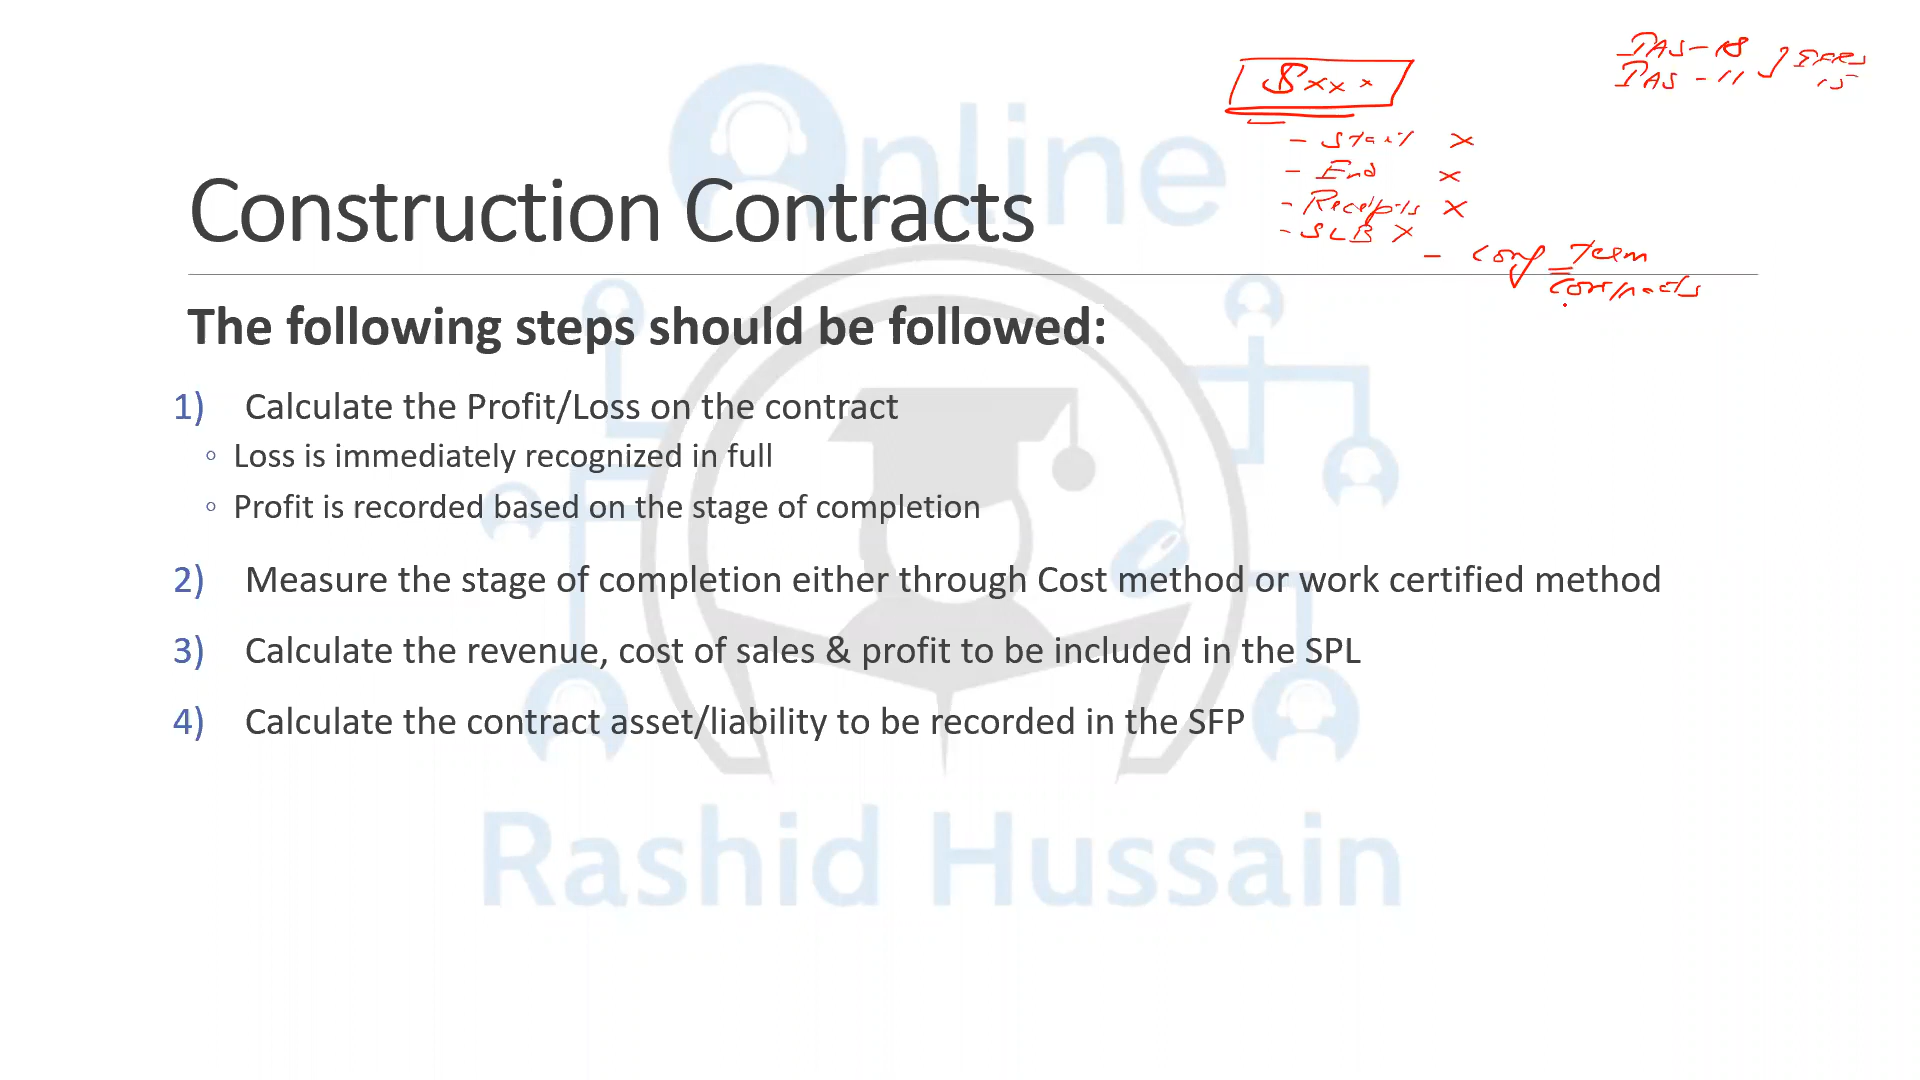 IAS-18
IAS-11 } IFRS 15
$xxx
- Start x
- End x
- Receipts x
- SLB x
- Long Term
Contracts
Online
Construction Contracts
The following steps should be followed:
1) Calculate the Profit/Loss on the contract
◦ Loss is immediately recognized in full
◦ Profit is recorded based on the stage of completion
2) Measure the stage of completion either through Cost method or work certified method
3) Calculate the revenue, cost of sales & profit to be included in the SPL
4) Calculate the contract asset/liability to be recorded in the SFP
Rashid Hussain